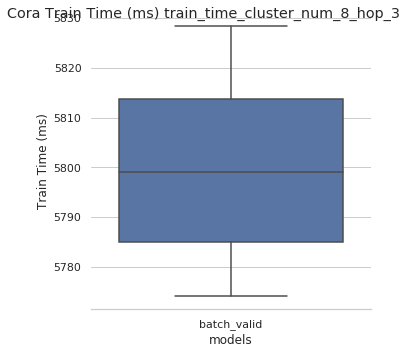 Cora Train Time (ms) train_time_cluster_num_8_hop_3
5830
5820
5810
5800
5790
5780
Train Time (ms)
batch_valid
models